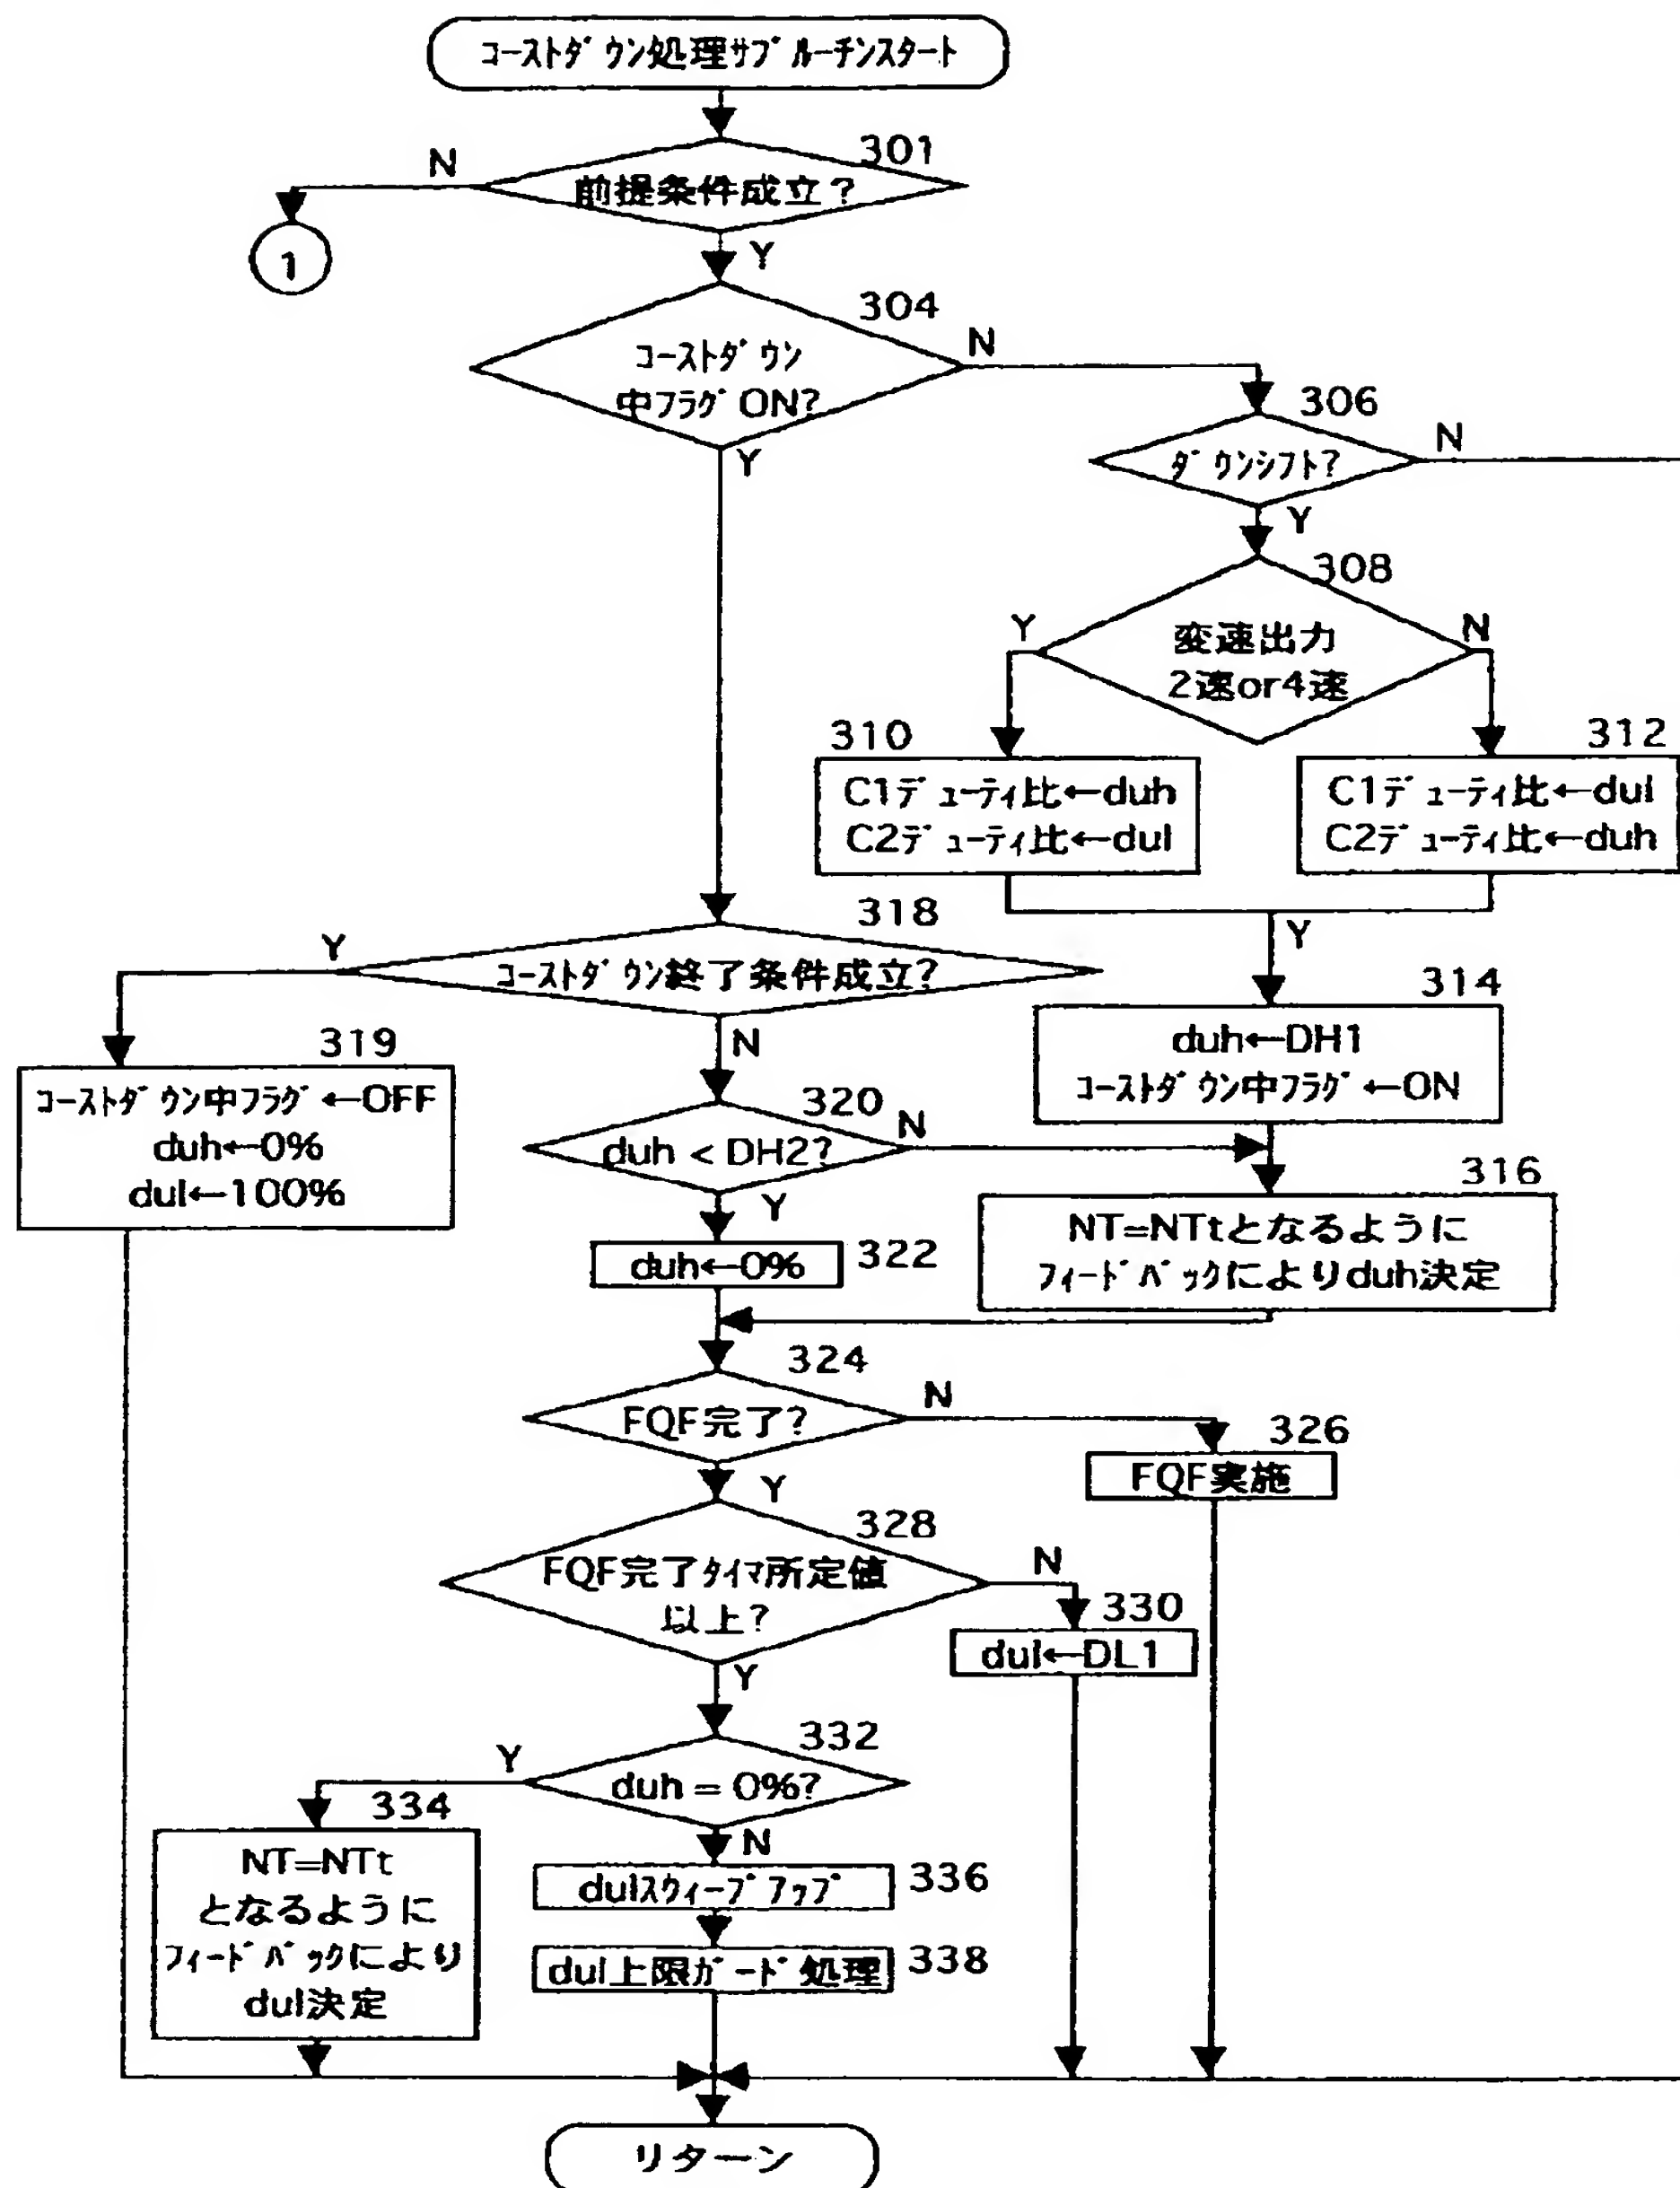 コーストダウン処理サブルーチンスタート
301
N
前提条件成立？
1
Y
304
N
コーストダウン
中フラグON?
Y
306
N
ダウンシフト?
Y
308
Y
N
変速出力
2速or4速
310
C1デューティ比←duh
C2デューティ比←dul
312
C1デューティ比←dul
C2デューティ比←duh
Y
318
Y
コーストダウン終了条件成立?
N
314
duh←DH1
コーストダウン中フラグ←ON
319
コーストダウン中フラグ←OFF
duh←0%
dul←100%
320
N
duh < DH2?
Y
316
NT=NTtとなるように
フィードバックによりduh決定
duh←0%
322
324
N
FQF完了?
Y
326
FQF実施
328
N
FQF完了タイマ所定値
以上?
Y
330
dul←DL1
332
Y
duh = 0%?
N
334
NT=NTt
となるように
フィードバックにより
dul決定
dulスウィープアップ
336
dul上限ガード処理
338
リターン